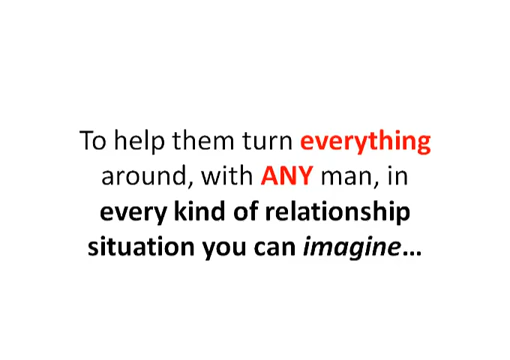 To help them turn everything
around, with ANY man, in
every kind of relationship
situation you can imagine…